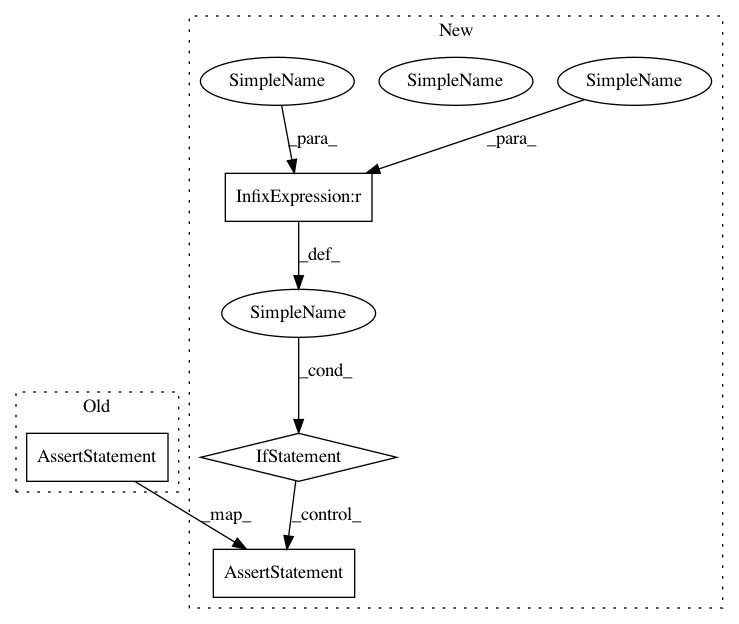 New
SimpleName
SimpleName
SimpleName
_para_
_para_
InfixExpression:r
_def_
SimpleName
_cond_
Old
AssertStatement
IfStatement
_map_
_control_
AssertStatement